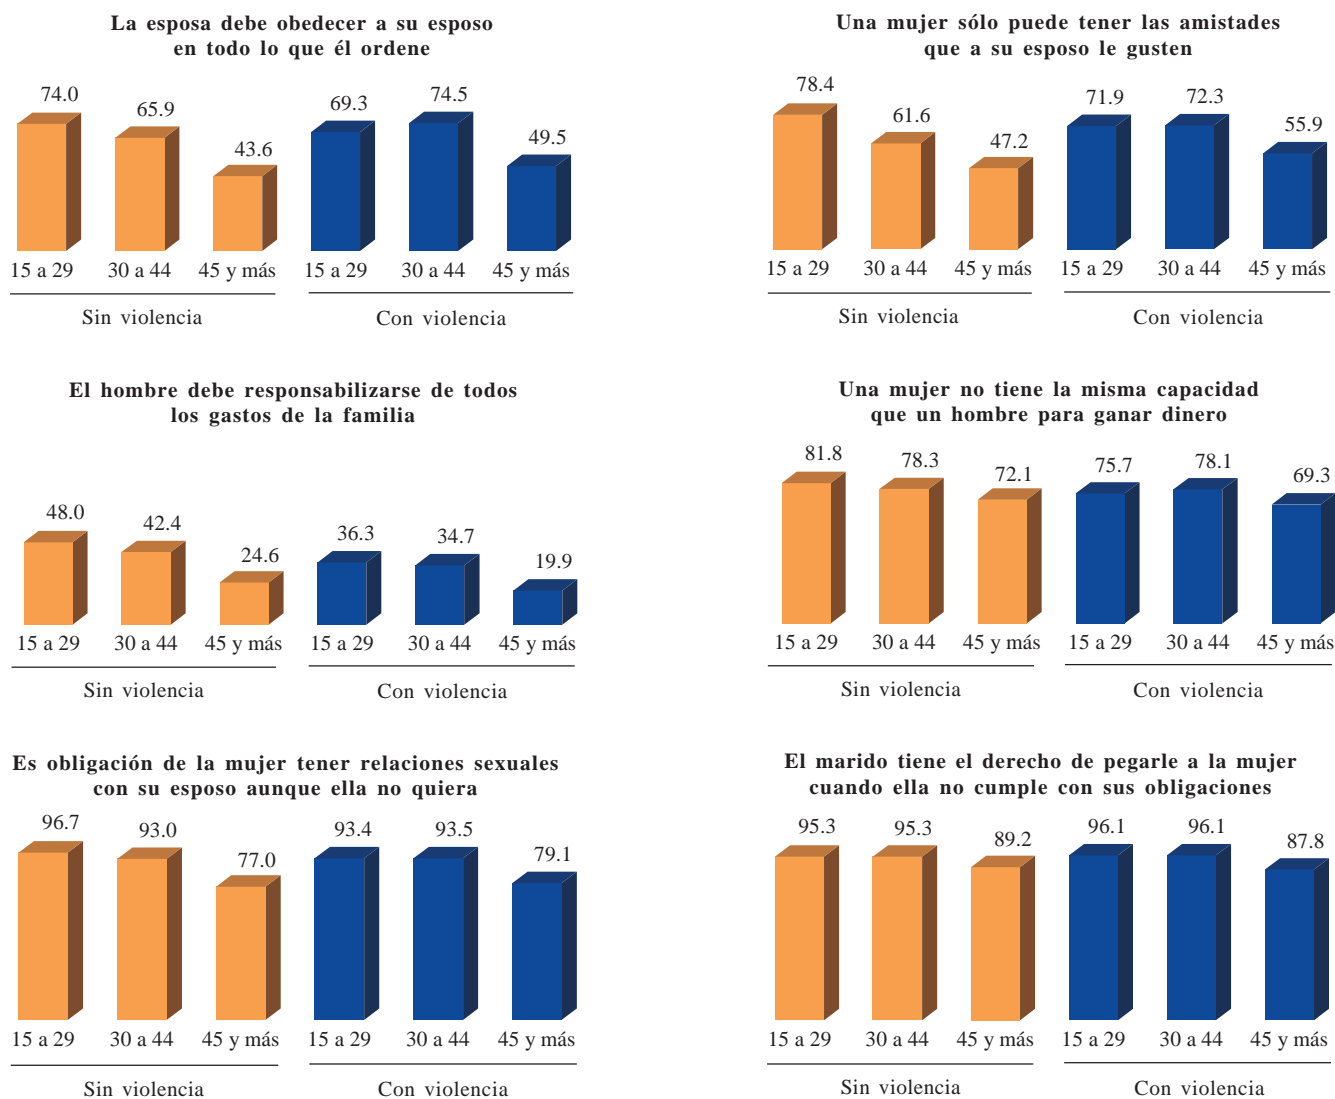 La esposa debe obedecer a su esposo
en todo lo que él ordene
74.0
65.9
43.6
69.3
74.5
49.5
15 a 29
30 a 44
45 y más
15 a 29
30 a 44
45 y más
Sin violencia
Con violencia
Una mujer sólo puede tener las amistades
que a su esposo le gusten
78.4
61.6
47.2
71.9
72.3
55.9
15 a 29
30 a 44
45 y más
15 a 29
30 a 44
45 y más
Sin violencia
Con violencia
El hombre debe responsabilizarse de todos
los gastos de la familia
48.0
42.4
24.6
36.3
34.7
19.9
15 a 29
30 a 44
45 y más
15 a 29
30 a 44
45 y más
Sin violencia
Con violencia
Una mujer no tiene la misma capacidad
que un hombre para ganar dinero
81.8
78.3
72.1
75.7
78.1
69.3
15 a 29
30 a 44
45 y más
15 a 29
30 a 44
45 y más
Sin violencia
Con violencia
Es obligación de la mujer tener relaciones sexuales
con su esposo aunque ella no quiera
96.7
93.0
77.0
93.4
93.5
79.1
15 a 29
30 a 44
45 y más
15 a 29
30 a 44
45 y más
Sin violencia
Con violencia
El marido tiene el derecho de pegarle a la mujer
cuando ella no cumple con sus obligaciones
95.3
95.3
89.2
96.1
96.1
87.8
15 a 29
30 a 44
45 y más
15 a 29
30 a 44
45 y más
Sin violencia
Con violencia